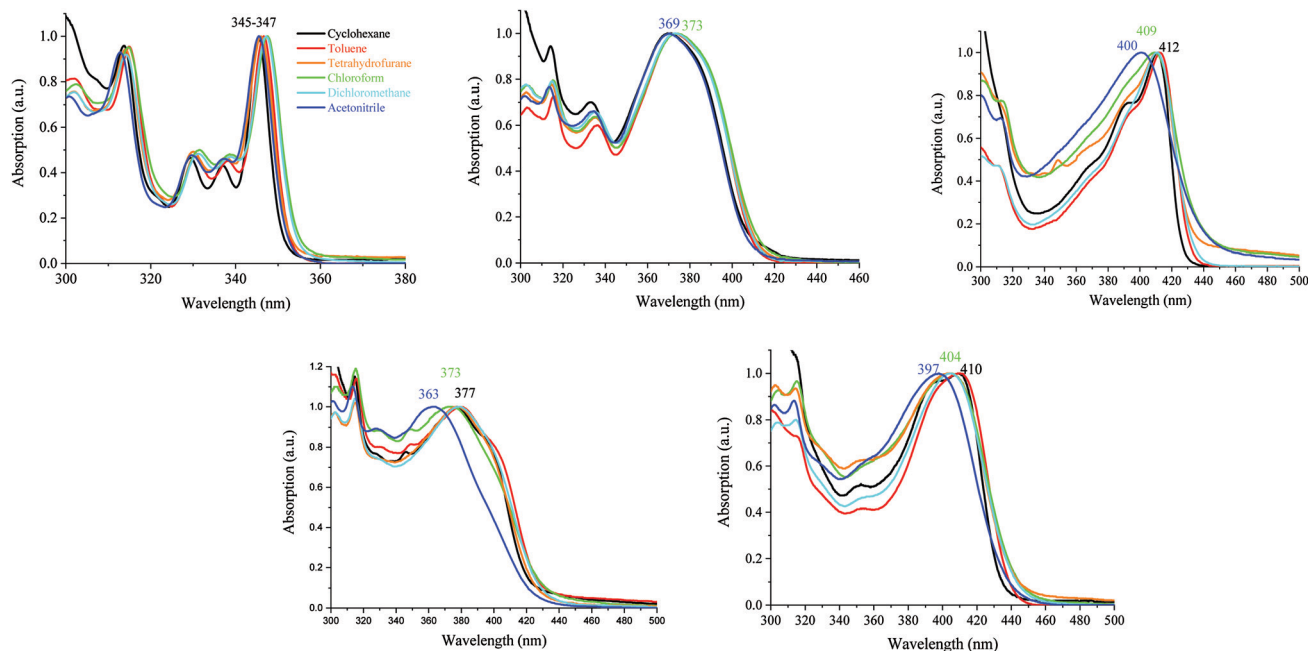 345-347
Cyclohexane
Toluene
Tetrahydrofurane
Chloroform
Dichloromethane
Acetonitrile
Absorption (a.u.)
1.0
0.8
0.6
0.4
0.2
0.0
300 320 340 360 380
Wavelength (nm)
369 373
Absorption (a.u.)
1.0
0.8
0.6
0.4
0.2
0.0
300 320 340 360 380 400 420 440 460
Wavelength (nm)
409
400 412
Absorption (a.u.)
1.0
0.8
0.6
0.4
0.2
0.0
300 320 340 360 380 400 420 440 460 480 500
Wavelength (nm)
373
363 377
Absorption (a.u.)
1.2
1.0
0.8
0.6
0.4
0.2
0.0
300 320 340 360 380 400 420 440 460 480 500
Wavelength (nm)
404
397 410
Absorption (a.u.)
1.0
0.8
0.6
0.4
0.2
0.0
300 320 340 360 380 400 420 440 460 480 500
Wavelength (nm)